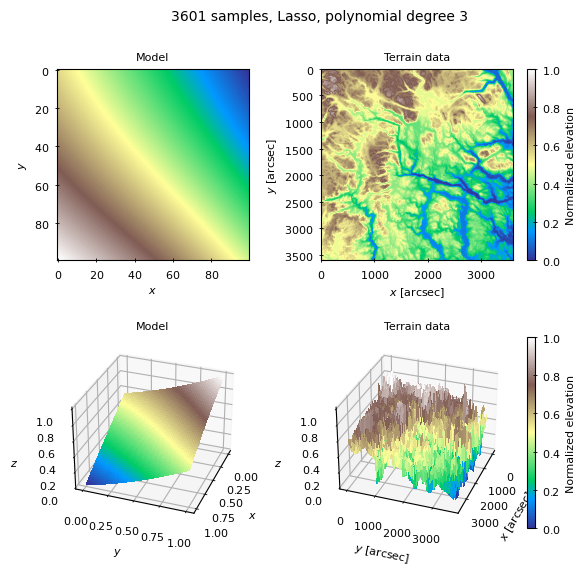 3601 samples, Lasso, polynomial degree 3
Model
0
20
40
60
80
y
0 20 40 60 80
x
Terrain data
0
500
1000
1500
2000
2500
3000
3500
y [arcsec]
0 1000 2000 3000
x [arcsec]
1.0
0.8
0.6
0.4
0.2
0.0
Normalized elevation
Model
1.0
0.8
0.6
0.4
0.2
0.0
z
0.00 0.25 0.50 0.75 1.00
y
0.00
0.25
0.50
0.75
1.00
x
Terrain data
1.0
0.8
0.6
0.4
0.2
0.0
z
0 1000 2000 3000
y [arcsec]
0
1000
2000
3000
x [arcsec]
1.0
0.8
0.6
0.4
0.2
0.0
Normalized elevation